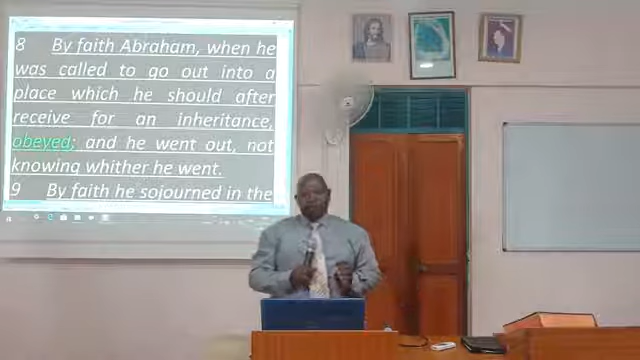 8 By faith Abraham, when he
was called to go out into a
place which he should after
receive for an inheritance,
obeyed; and he went out, not
knowing whither he went.
9 By faith he sojourned in the